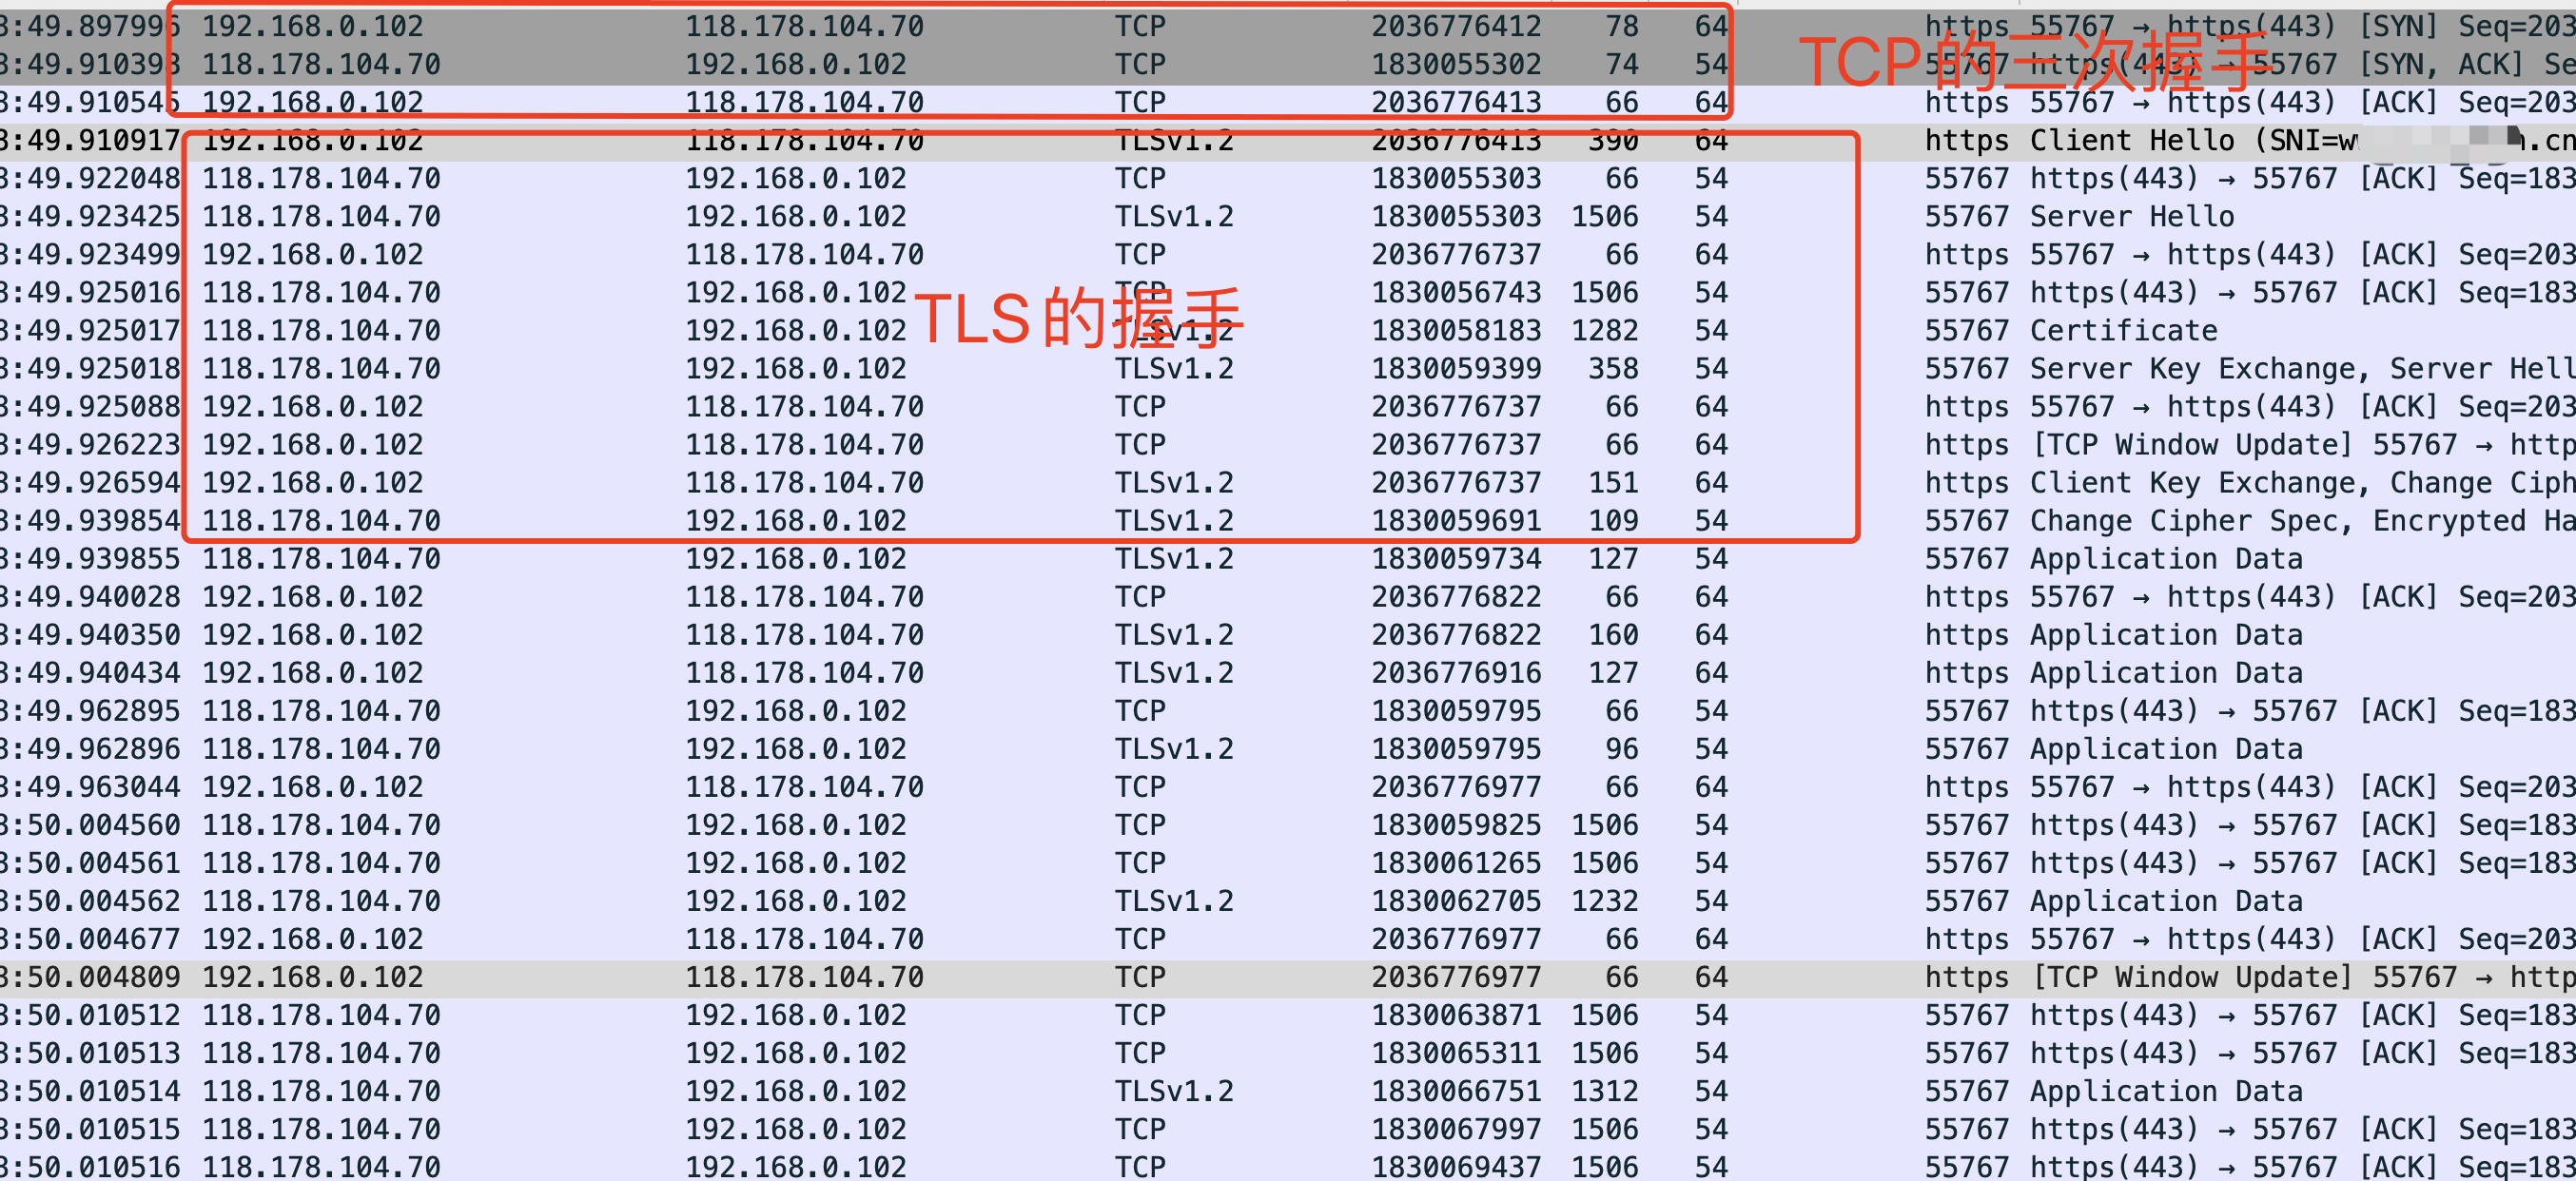 3:49.897996 192.168.0.102 118.178.104.70 TCP 2036776412 78 64 https 55767 → https(443) [SYN] Seq=203
3:49.910393 118.178.104.70 192.168.0.102 TCP 1830055302 74 54 55767 https(443) → 55767 [SYN, ACK] Se
TCP的三次握手
3:49.910545 192.168.0.102 118.178.104.70 TCP 2036776413 66 64 https 55767 → https(443) [ACK] Seq=203
3:49.910917 192.168.0.102 118.178.104.70 TLSv1.2 2036776413 390 64 https Client Hello (SNI=w .cn
3:49.922048 118.178.104.70 192.168.0.102 TCP 1830055303 66 54 55767 https(443) → 55767 [ACK] Seq=183
3:49.923425 118.178.104.70 192.168.0.102 TLSv1.2 1830055303 1506 54 55767 Server Hello
3:49.923499 192.168.0.102 118.178.104.70 TCP 2036776737 66 64 https 55767 → https(443) [ACK] Seq=203
3:49.925016 118.178.104.70 192.168.0.102 TCP 1830056743 1506 54 55767 https(443) → 55767 [ACK] Seq=183
TLS的握手
3:49.925017 118.178.104.70 192.168.0.102 TLSv1.2 1830058183 1282 54 55767 Certificate
3:49.925018 118.178.104.70 192.168.0.102 TLSv1.2 1830059399 358 54 55767 Server Key Exchange, Server Hell
3:49.925088 192.168.0.102 118.178.104.70 TCP 2036776737 66 64 https 55767 → https(443) [ACK] Seq=203
3:49.926223 192.168.0.102 118.178.104.70 TCP 2036776737 66 64 https [TCP Window Update] 55767 → http
3:49.926594 192.168.0.102 118.178.104.70 TLSv1.2 2036776737 151 64 https Client Key Exchange, Change Ciph
3:49.939854 118.178.104.70 192.168.0.102 TLSv1.2 1830059691 109 54 55767 Change Cipher Spec, Encrypted Ha
3:49.939855 118.178.104.70 192.168.0.102 TLSv1.2 1830059734 127 54 55767 Application Data
3:49.940028 192.168.0.102 118.178.104.70 TCP 2036776822 66 64 https 55767 → https(443) [ACK] Seq=203
3:49.940350 192.168.0.102 118.178.104.70 TLSv1.2 2036776822 160 64 https Application Data
3:49.940434 192.168.0.102 118.178.104.70 TLSv1.2 2036776916 127 64 https Application Data
3:49.962895 118.178.104.70 192.168.0.102 TCP 1830059795 66 54 55767 https(443) → 55767 [ACK] Seq=183
3:49.962896 118.178.104.70 192.168.0.102 TLSv1.2 1830059795 96 54 55767 Application Data
3:49.963044 192.168.0.102 118.178.104.70 TCP 2036776977 66 64 https 55767 → https(443) [ACK] Seq=203
3:50.004560 118.178.104.70 192.168.0.102 TCP 1830059825 1506 54 55767 https(443) → 55767 [ACK] Seq=183
3:50.004561 118.178.104.70 192.168.0.102 TCP 1830061265 1506 54 55767 https(443) → 55767 [ACK] Seq=183
3:50.004562 118.178.104.70 192.168.0.102 TLSv1.2 1830062705 1232 54 55767 Application Data
3:50.004677 192.168.0.102 118.178.104.70 TCP 2036776977 66 64 https 55767 → https(443) [ACK] Seq=203
3:50.004809 192.168.0.102 118.178.104.70 TCP 2036776977 66 64 https [TCP Window Update] 55767 → http
3:50.010512 118.178.104.70 192.168.0.102 TCP 1830063871 1506 54 55767 https(443) → 55767 [ACK] Seq=183
3:50.010513 118.178.104.70 192.168.0.102 TCP 1830065311 1506 54 55767 https(443) → 55767 [ACK] Seq=183
3:50.010514 118.178.104.70 192.168.0.102 TLSv1.2 1830066751 1312 54 55767 Application Data
3:50.010515 118.178.104.70 192.168.0.102 TCP 1830067997 1506 54 55767 https(443) → 55767 [ACK] Seq=183
3:50.010516 118.178.104.70 192.168.0.102 TCP 1830069437 1506 54 55767 https(443) → 55767 [ACK] Seq=183